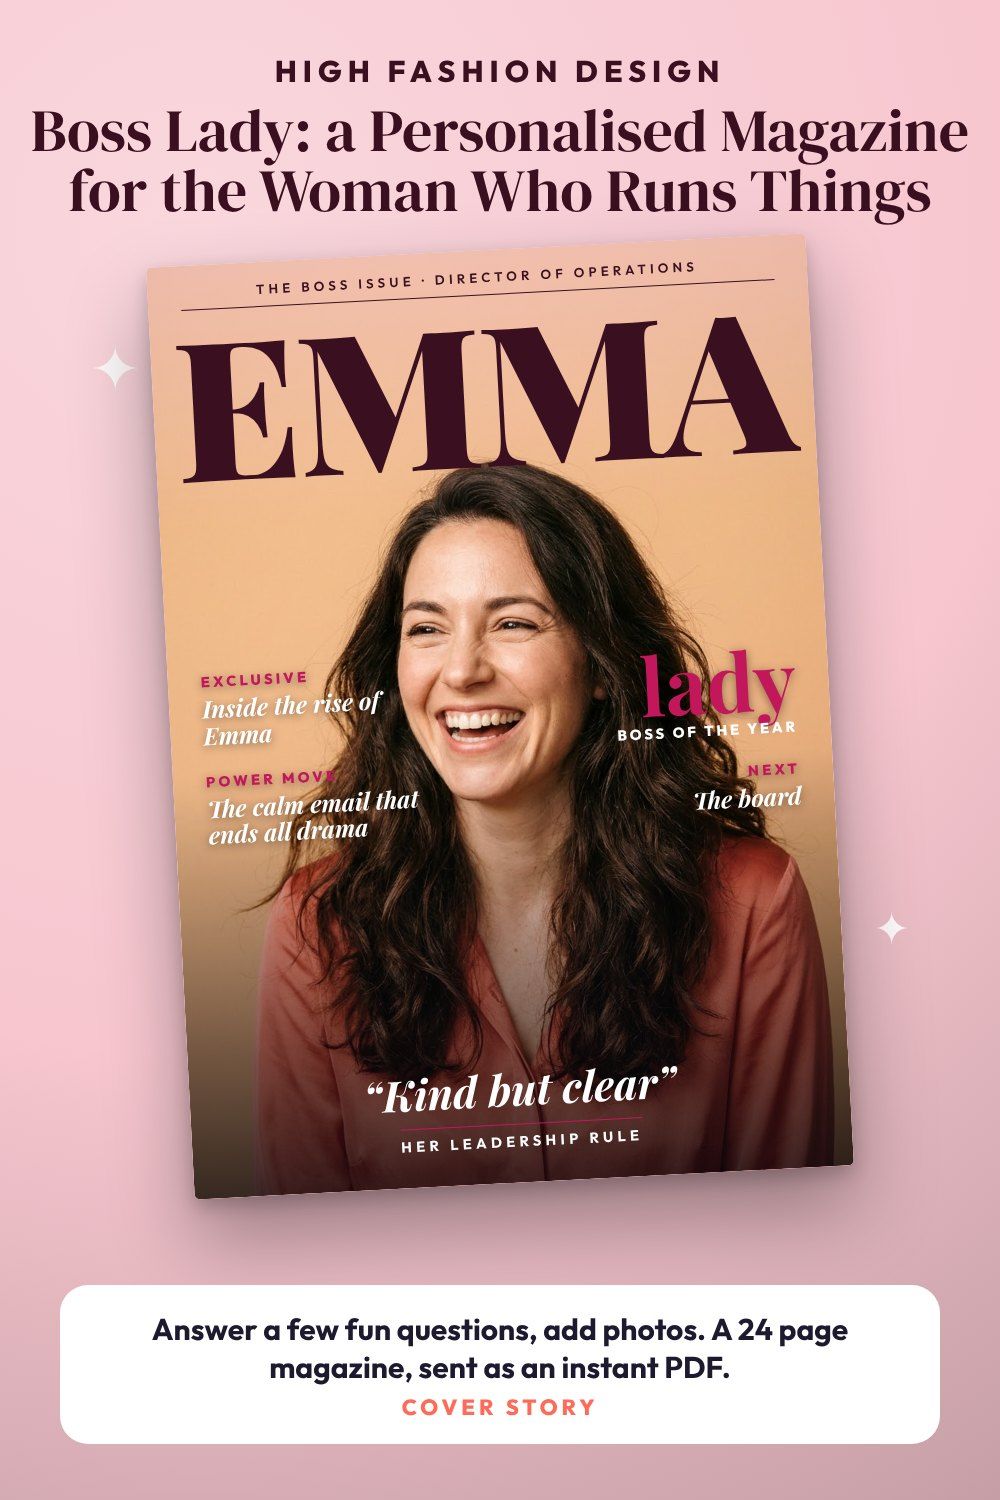 HIGH FASHION DESIGN
Boss Lady: a Personalised Magazine
for the Woman Who Runs Things
THE BOSS ISSUE · DIRECTOR OF OPERATIONS
EMMA
EXCLUSIVE
Inside the rise of
Emma
POWER MOVE
The calm email that
ends all drama
lady
BOSS OF THE YEAR
NEXT
The board
“Kind but clear”
HER LEADERSHIP RULE
Answer a few fun questions, add photos. A 24 page
magazine, sent as an instant PDF.
COVER STORY